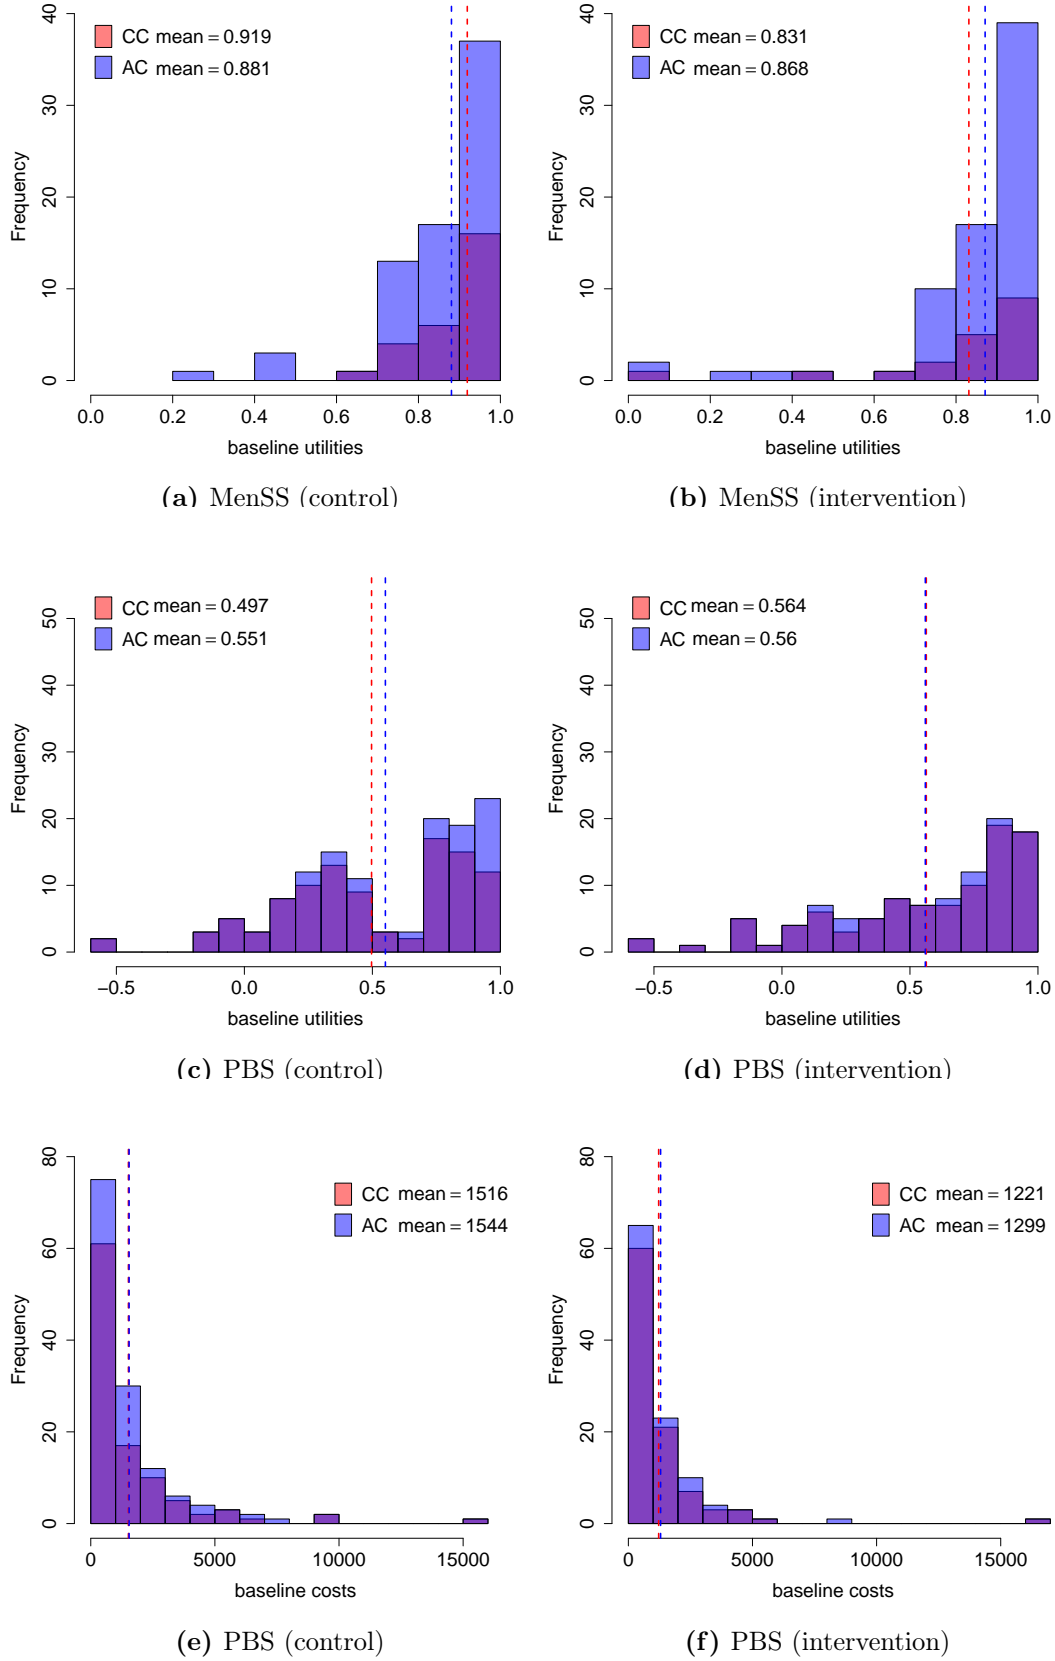 CC mean = 0.919
AC mean = 0.881
Frequency
0 10 20 30 40
0.0 0.2 0.4 0.6 0.8 1.0
baseline utilities
(a) MenSS (control)
CC mean = 0.831
AC mean = 0.868
Frequency
0 10 20 30 40
0.0 0.2 0.4 0.6 0.8 1.0
baseline utilities
(b) MenSS (intervention)
CC mean = 0.497
AC mean = 0.551
Frequency
0 10 20 30 40 50
−0.5 0.0 0.5 1.0
baseline utilities
(c) PBS (control)
CC mean = 0.564
AC mean = 0.56
Frequency
0 10 20 30 40 50
−0.5 0.0 0.5 1.0
baseline utilities
(d) PBS (intervention)
CC mean = 1516
AC mean = 1544
Frequency
0 20 40 60 80
0 5000 10000 15000
baseline costs
(e) PBS (control)
CC mean = 1221
AC mean = 1299
Frequency
0 20 40 60 80
0 5000 10000 15000
baseline costs
(f) PBS (intervention)